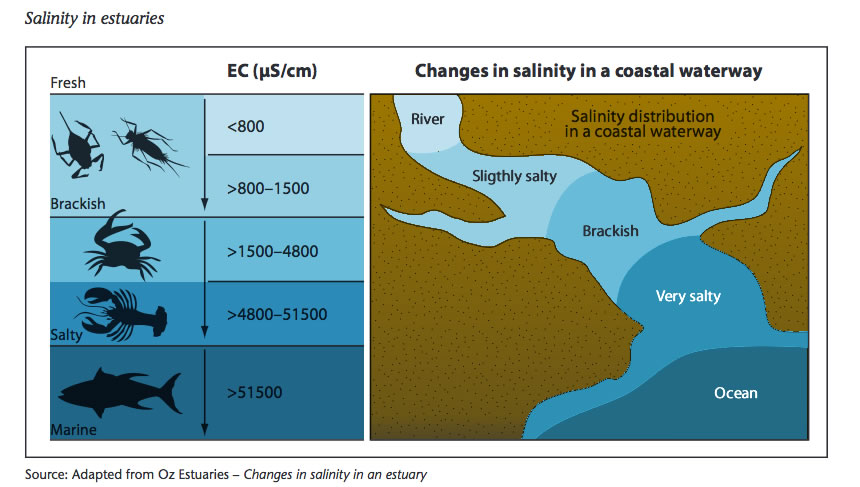 Salinity in estuaries
EC (µS/cm)
Changes in salinity in a coastal waterway
Fresh
<800
>800–1500
Brackish
>1500–4800
>4800–51500
Salty
>51500
Marine
River
Salinity distribution
in a coastal waterway
Sligthly salty
Brackish
Very salty
Ocean
Source: Adapted from Oz Estuaries – Changes in salinity in an estuary